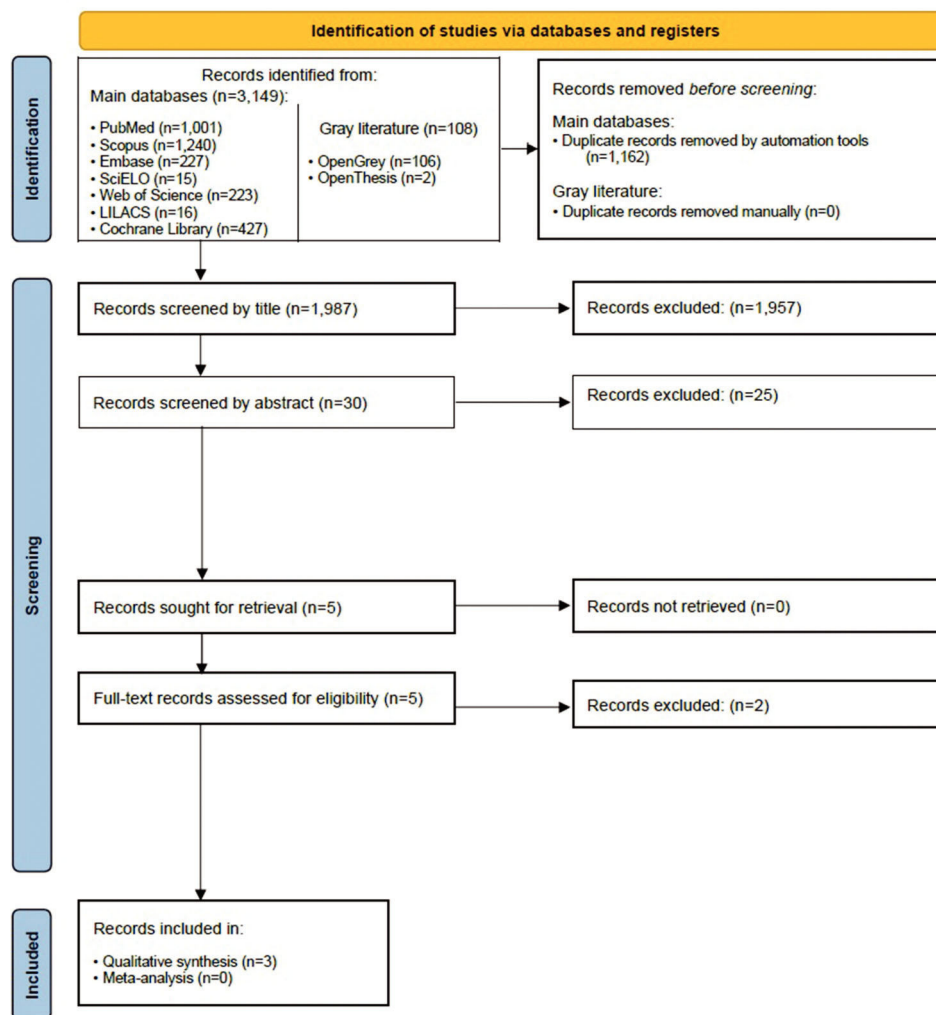 Identification of studies via databases and registers
Identification
Records identified from:
Main databases (n=3,149):
• PubMed (n=1,001)
• Scopus (n=1,240)
• Embase (n=227)
• SciELO (n=15)
• Web of Science (n=223)
• LILACS (n=16)
• Cochrane Library (n=427)
Gray literature (n=108)
• OpenGrey (n=106)
• OpenThesis (n=2)
Records removed before screening:
Main databases:
• Duplicate records removed by automation tools
(n=1,162)
Gray literature:
• Duplicate records removed manually (n=0)
Screening
Records screened by title (n=1,987)
Records excluded: (n=1,957)
Records screened by abstract (n=30)
Records excluded: (n=25)
Records sought for retrieval (n=5)
Records not retrieved (n=0)
Full-text records assessed for eligibility (n=5)
Records excluded: (n=2)
Included
Records included in:
• Qualitative synthesis (n=3)
• Meta-analysis (n=0)